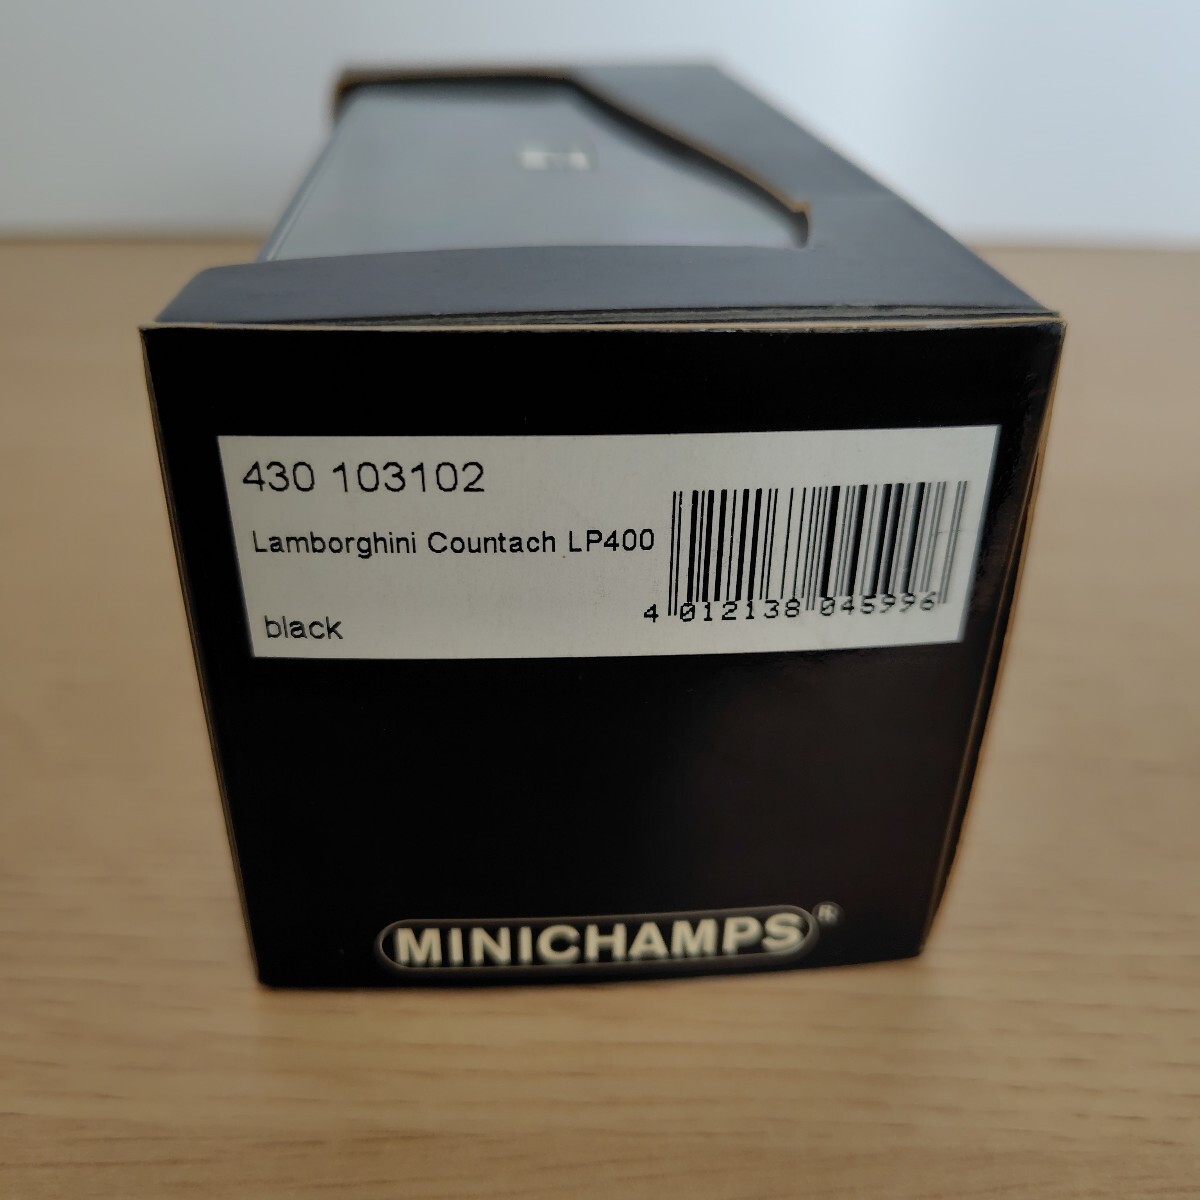 430 103102
Lamborghini Countach LP400
4 012138 045996
black
MINICHAMPS®